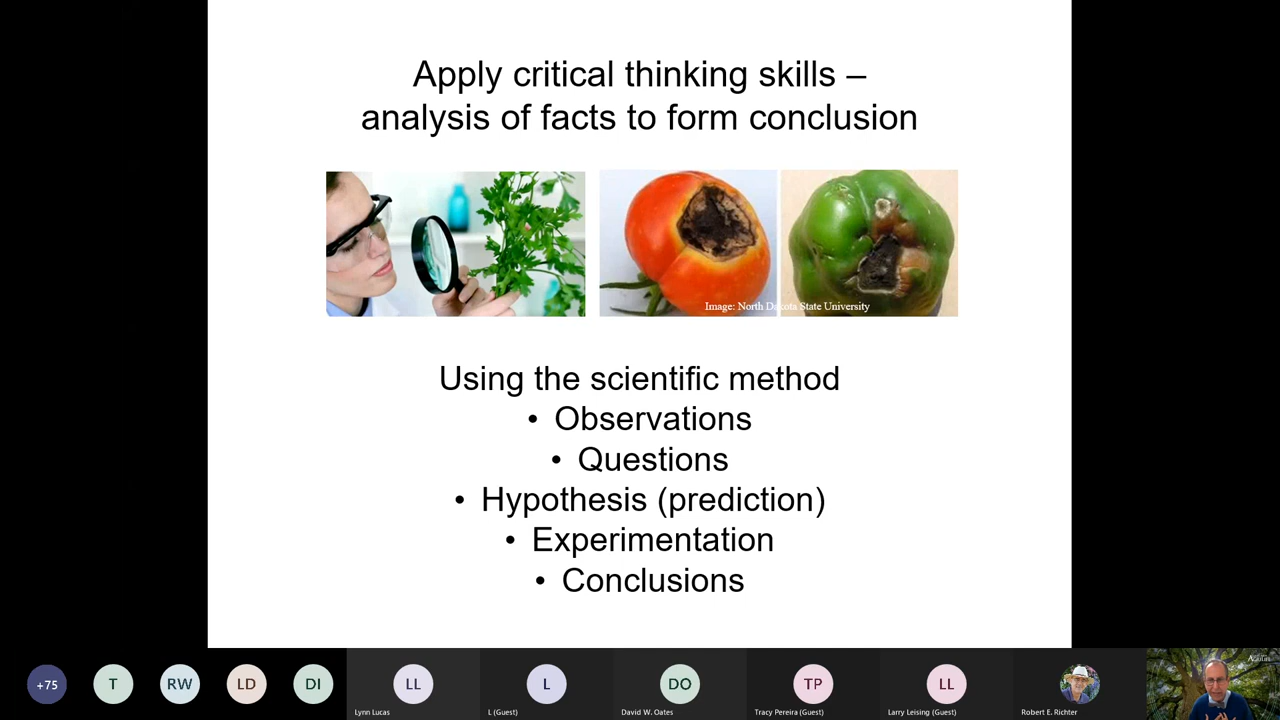 Apply critical thinking skills –
analysis of facts to form conclusion
Image: North Dakota State University
Using the scientific method
• Observations
• Questions
• Hypothesis (prediction)
• Experimentation
• Conclusions
+75
T
RW
LD
DI
LL
L
DO
TP
LL
Lynn Lucas
L (Guest)
David W. Oates
Tracy Pereira (Guest)
Larry Leising (Guest)
Robert E. Richter